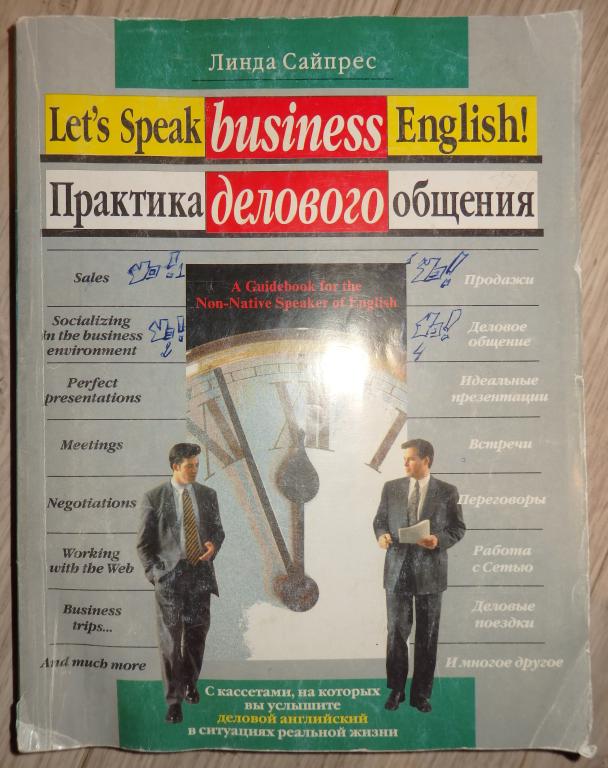 Линда Сайпрес
Let's Speak business English!
Практика делового общения
A Guidebook for the
Non-Native Speaker of English
Sales
Socializing
in the business
environment
Perfect
presentations
Meetings
Negotiations
Working
with the Web
Business
trips...
And much more
Продажи
Деловое
общение
Идеальные
презентации
Встречи
Переговоры
Работа
с Сетью
Деловые
поездки
И многое другое
С кассетами, на которых
вы услышите
деловой английский
в ситуациях реальной жизни